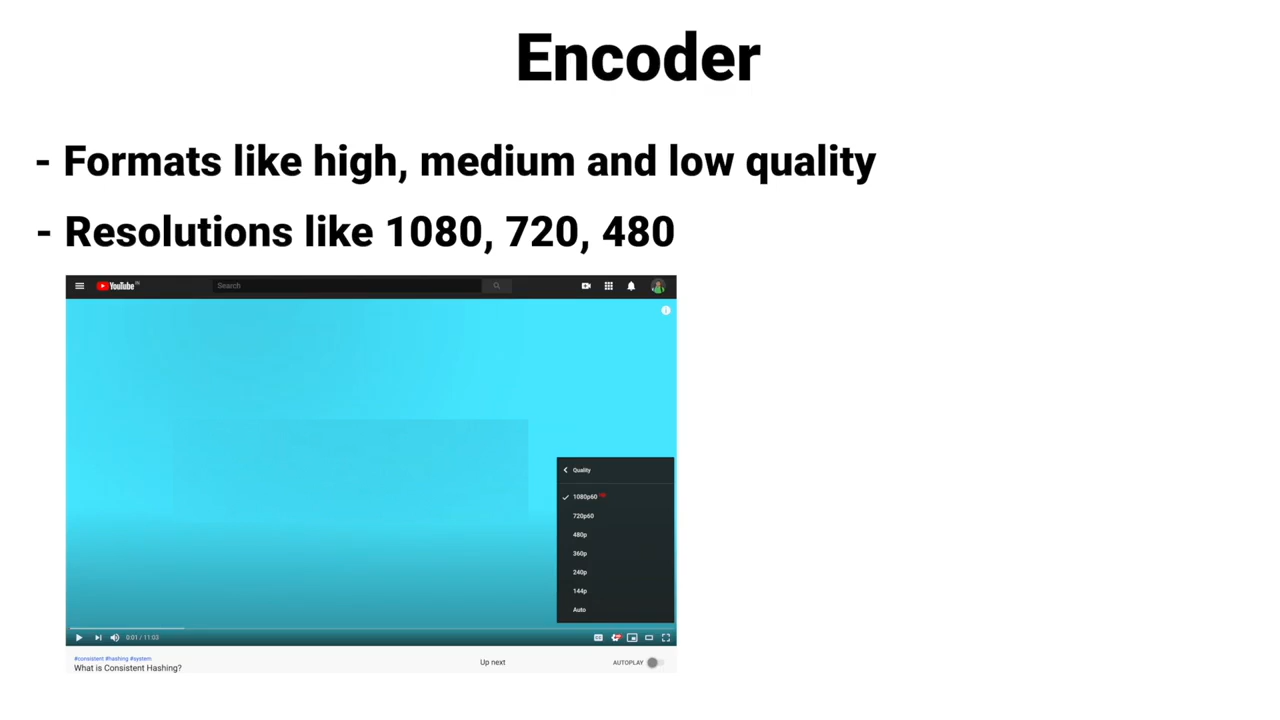 Encoder
- Formats like high, medium and low quality
- Resolutions like 1080, 720, 480
YouTube
Search
Quality
1080p60
720p60
480p
360p
240p
144p
Auto
0:01 / 11:03
#consistent #hashing #system
What is Consistent Hashing?
Up next
AUTOPLAY